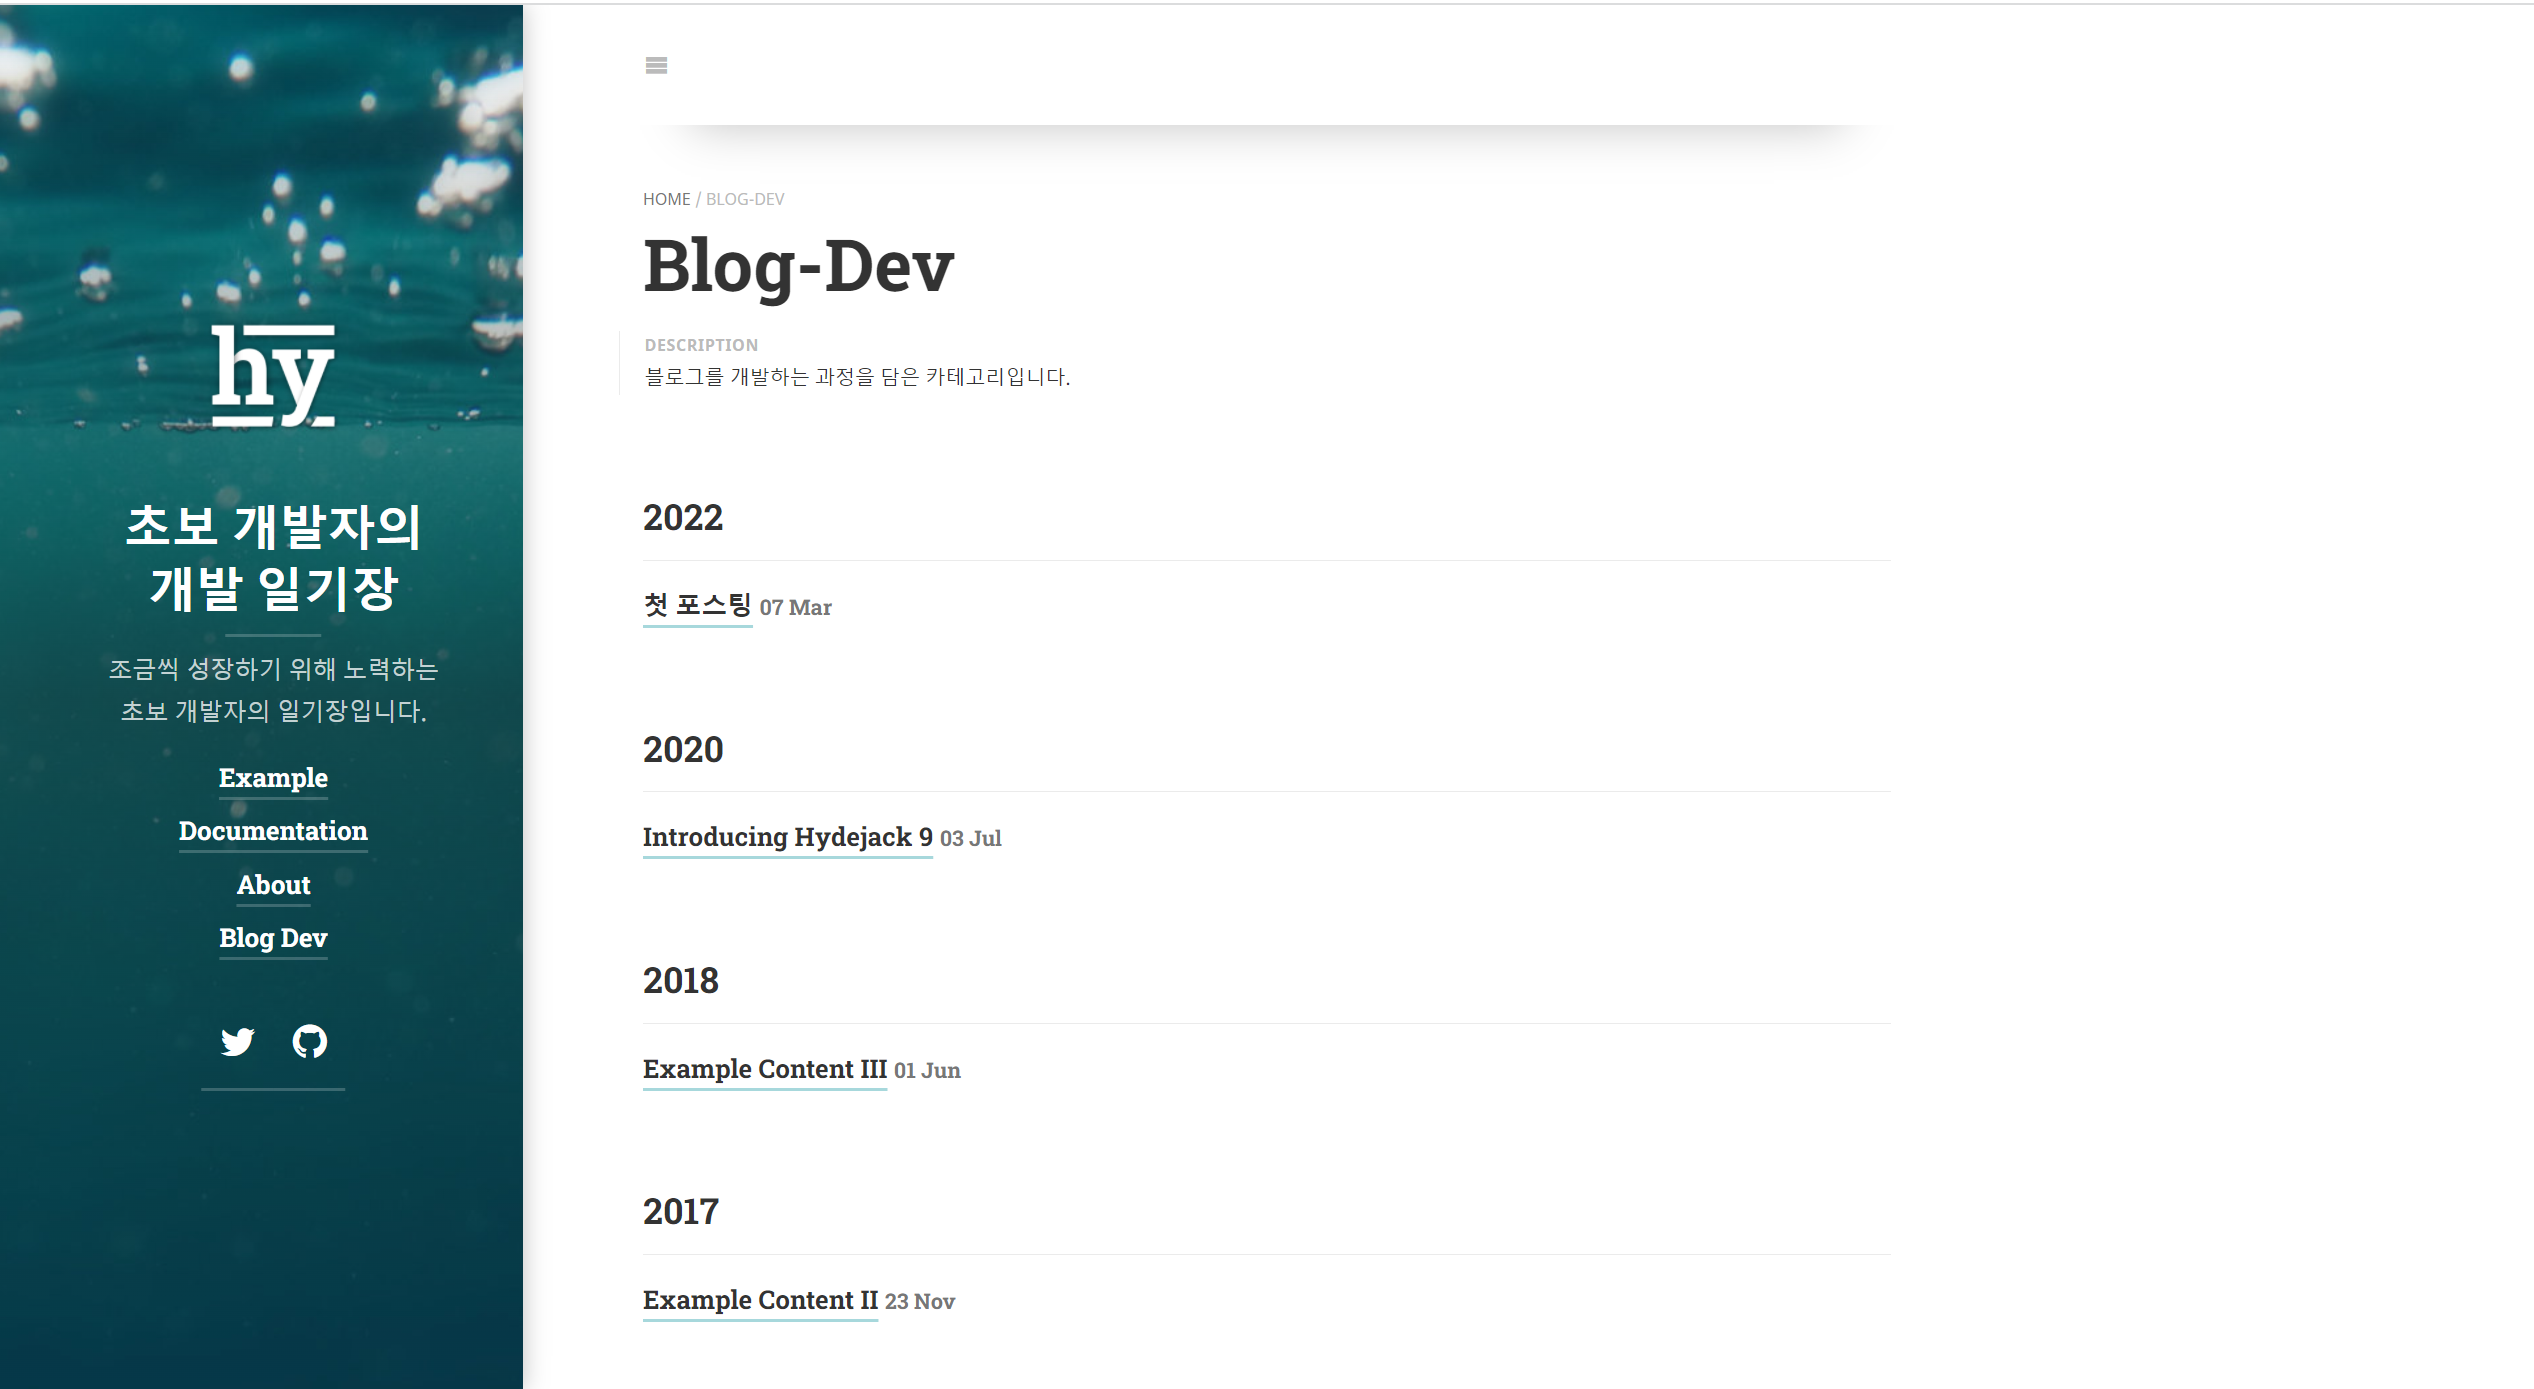 hy
초보 개발자의
개발 일기장
조금씩 성장하기 위해 노력하는
초보 개발자의 일기장입니다.
Example
Documentation
About
Blog Dev
HOME / BLOG-DEV
Blog-Dev
DESCRIPTION
블로그를 개발하는 과정을 담은 카테고리입니다.
2022
첫 포스팅 07 Mar
2020
Introducing Hydejack 9 03 Jul
2018
Example Content III 01 Jun
2017
Example Content II 23 Nov